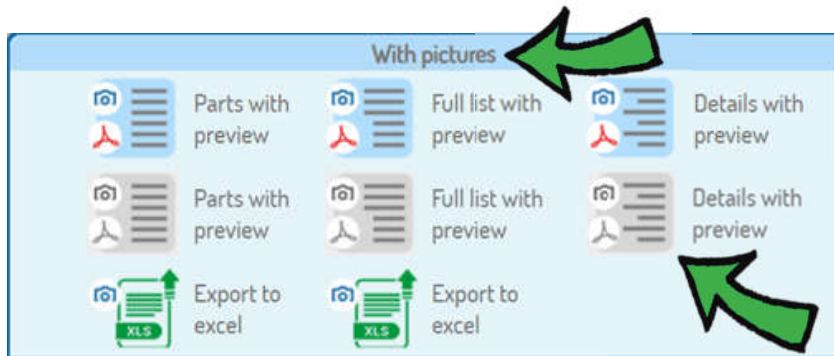 With pictures
Parts with
preview
Full list with
preview
Details with
preview
Parts with
preview
Full list with
preview
Details with
preview
XLS
Export to
excel
XLS
Export to
excel